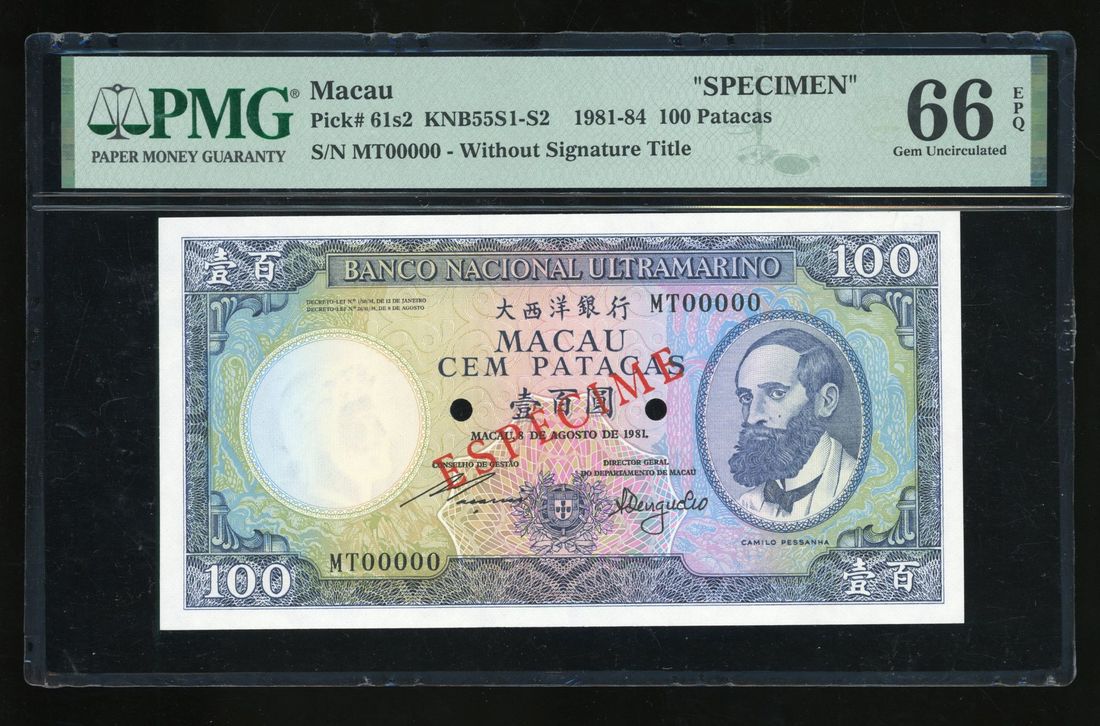 PMG®
PAPER MONEY GUARANTY
Macau
"SPECIMEN"
Pick# 61s2 KNB55S1-S2 1981-84 100 Patacas
S/N MT00000 - Without Signature Title
66
EPQ
Gem Uncirculated
壹百
BANCO NACIONAL ULTRAMARINO
100
大西洋銀行 MT00000
MACAU
CEM PATACAS
壹百圓
ESPECIME
MACAU, 8 DE AGOSTO DE 1981.
CONSELHO DE GESTÃO
DIRECTOR GERAL
DO DEPARTAMENTO DE MACAU
CAMILO PESSANHA
MT00000
100
壹百